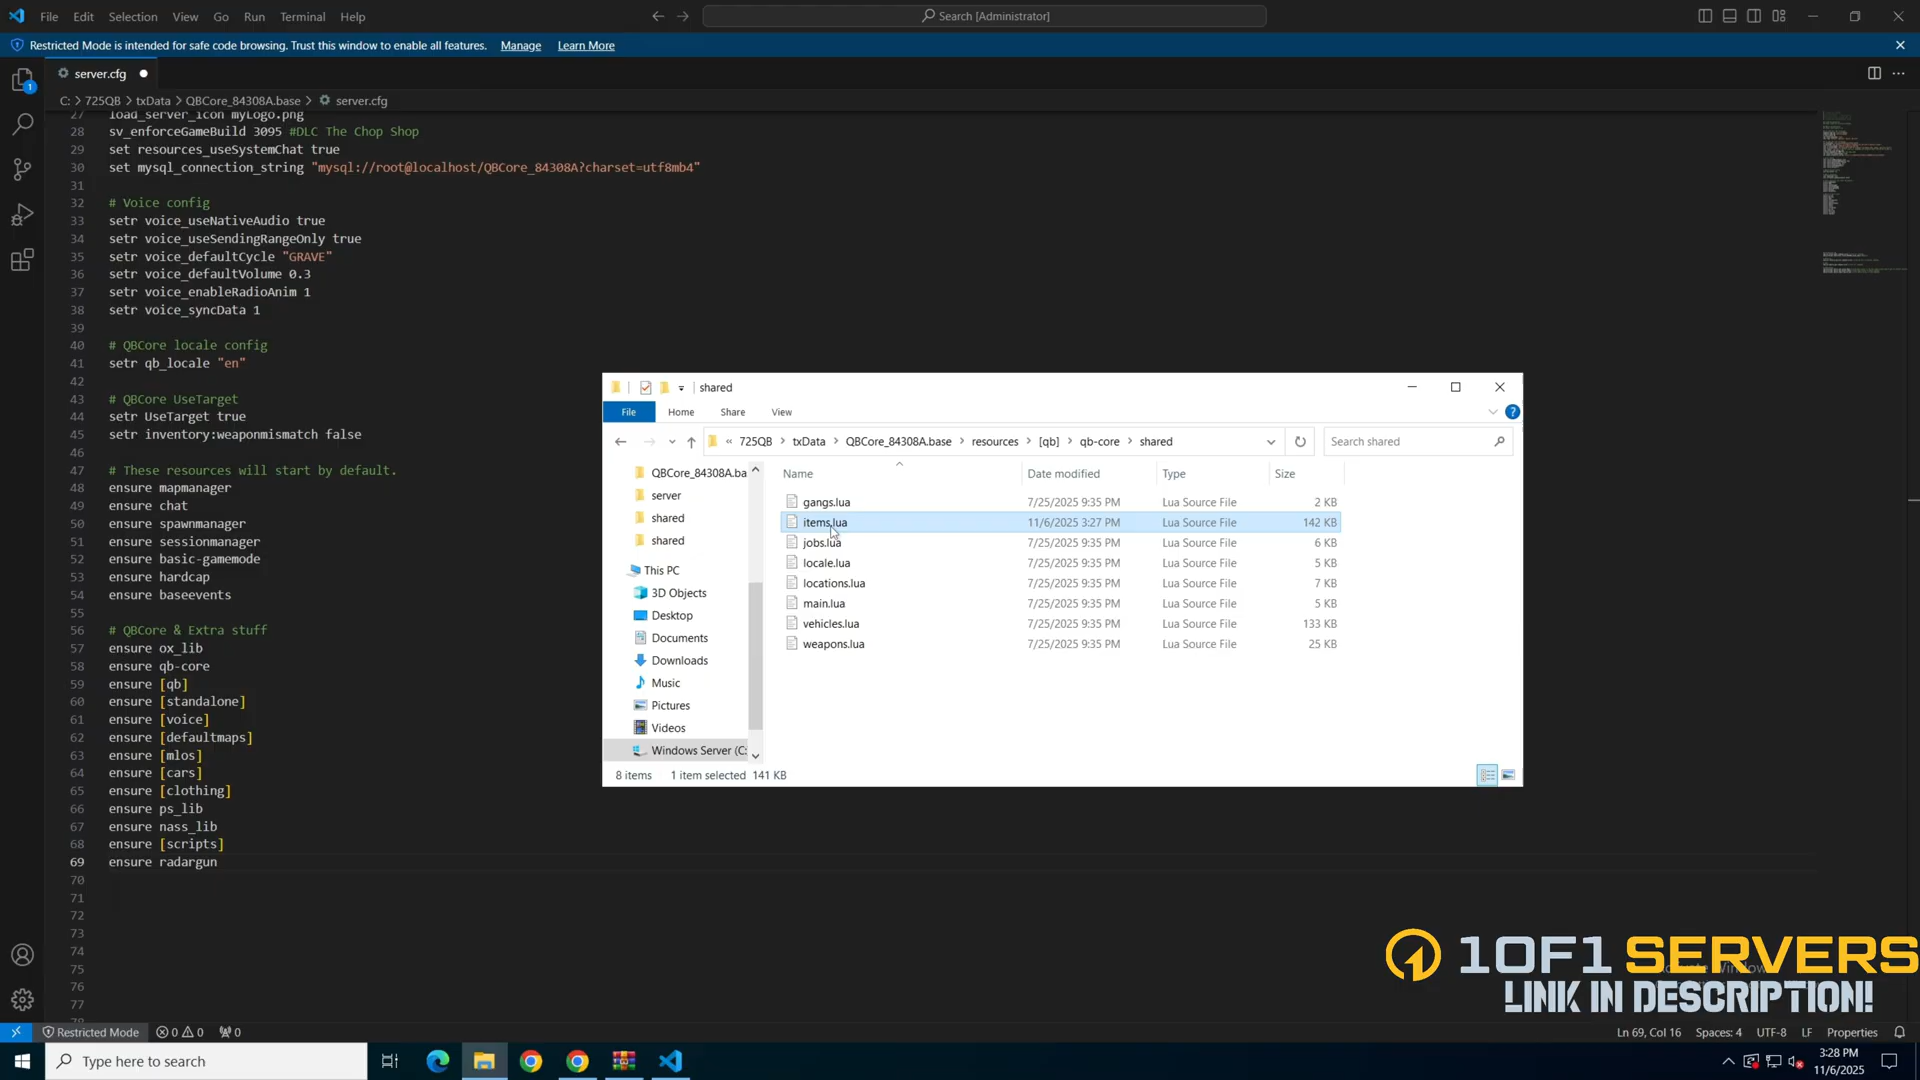 File Edit Selection View Go Run Terminal Help
Search [Administrator]
Restricted Mode is intended for safe code browsing. Trust this window to enable all features. Manage Learn More
1
server.cfg
C: > 725QB > txData > QBCore_84308A.base > server.cfg
27 load_server_icon myLogo.png
28 sv_enforceGameBuild 3095 #DLC The Chop Shop
29 set resources_useSystemChat true
30 set mysql_connection_string "mysql://root@localhost/QBCore_84308A?charset=utf8mb4"
31
32 # Voice config
33 setr voice_useNativeAudio true
34 setr voice_useSendingRangeOnly true
35 setr voice_defaultCycle "GRAVE"
36 setr voice_defaultVolume 0.3
37 setr voice_enableRadioAnim 1
38 setr voice_syncData 1
39
40 # QBCore locale config
41 setr qb_locale "en"
42
43 # QBCore UseTarget
44 setr UseTarget true
45 setr inventory:weaponmismatch false
46
47 # These resources will start by default.
48 ensure mapmanager
49 ensure chat
50 ensure spawnmanager
51 ensure sessionmanager
52 ensure basic-gamemode
53 ensure hardcap
54 ensure baseevents
55
56 # QBCore & Extra stuff
57 ensure ox_lib
58 ensure qb-core
59 ensure [qb]
60 ensure [standalone]
61 ensure [voice]
62 ensure [defaultmaps]
63 ensure [mlos]
64 ensure [cars]
65 ensure [clothing]
66 ensure ps_lib
67 ensure nass_lib
68 ensure [scripts]
69 ensure radargun
70
71
72
73
74
75
76
77
78
shared
File Home Share View
« 725QB > txData > QBCore_84308A.base > resources > [qb] > qb-core > shared
Search shared
QBCore_84308A.ba
server
shared
shared
This PC
3D Objects
Desktop
Documents
Downloads
Music
Pictures
Videos
Windows Server (C:
Name Date modified Type Size
gangs.lua 7/25/2025 9:35 PM Lua Source File 2 KB
items.lua 11/6/2025 3:27 PM Lua Source File 142 KB
jobs.lua 7/25/2025 9:35 PM Lua Source File 6 KB
locale.lua 7/25/2025 9:35 PM Lua Source File 5 KB
locations.lua 7/25/2025 9:35 PM Lua Source File 7 KB
main.lua 7/25/2025 9:35 PM Lua Source File 5 KB
vehicles.lua 7/25/2025 9:35 PM Lua Source File 133 KB
weapons.lua 7/25/2025 9:35 PM Lua Source File 25 KB
8 items 1 item selected 141 KB
1OF1 SERVERS
LINK IN DESCRIPTION!
Restricted Mode 0 0 0
Ln 69, Col 16 Spaces: 4 UTF-8 LF Properties
Type here to search
3:28 PM
11/6/2025